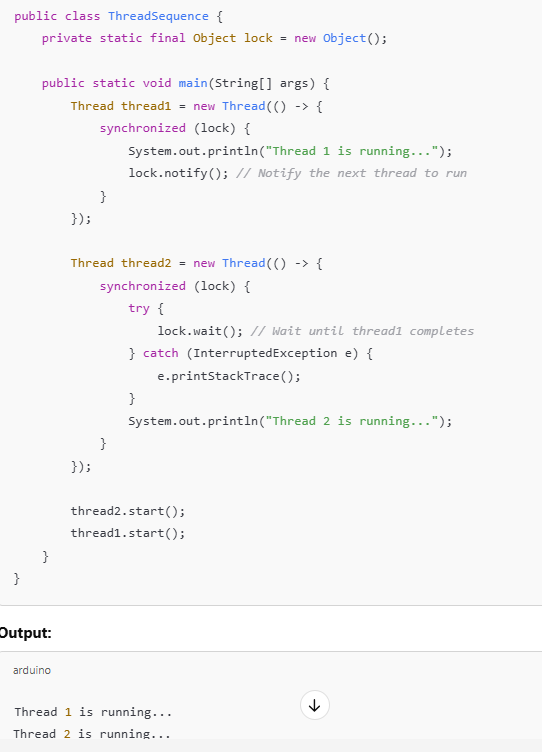 public class ThreadSequence {
    private static final Object lock = new Object();

    public static void main(String[] args) {
        Thread thread1 = new Thread(() -> {
            synchronized (lock) {
                System.out.println("Thread 1 is running...");
                lock.notify(); // Notify the next thread to run
            }
        });

        Thread thread2 = new Thread(() -> {
            synchronized (lock) {
                try {
                    lock.wait(); // Wait until thread1 completes
                } catch (InterruptedException e) {
                    e.printStackTrace();
                }
                System.out.println("Thread 2 is running...");
            }
        });

        thread2.start();
        thread1.start();
    }
}
Output:
arduino
Thread 1 is running...
Thread 2 is running...